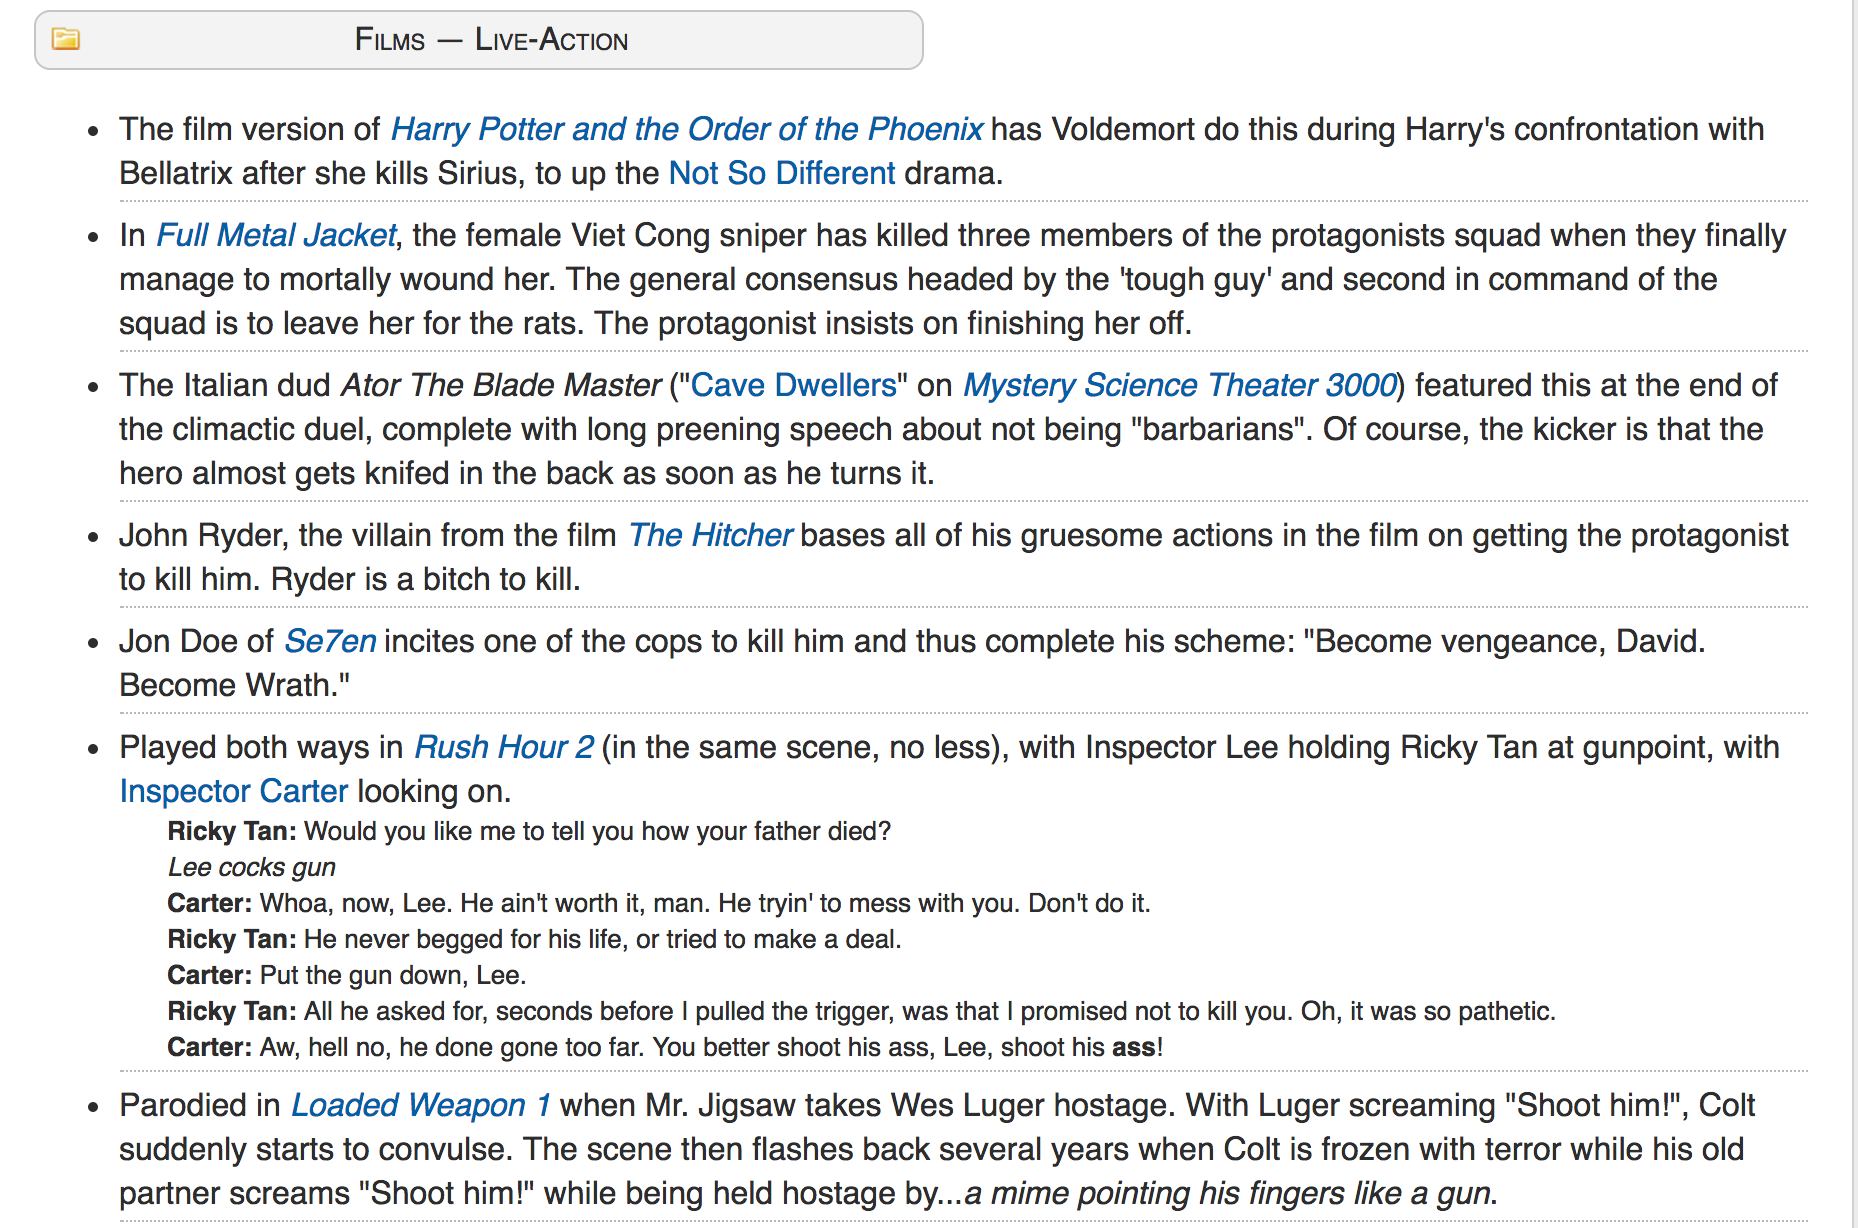 Films — Live-Action
The film version of Harry Potter and the Order of the Phoenix has Voldemort do this during Harry's confrontation with
Bellatrix after she kills Sirius, to up the Not So Different drama.
In Full Metal Jacket, the female Viet Cong sniper has killed three members of the protagonists squad when they finally
manage to mortally wound her. The general consensus headed by the 'tough guy' and second in command of the
squad is to leave her for the rats. The protagonist insists on finishing her off.
The Italian dud Ator The Blade Master ("Cave Dwellers" on Mystery Science Theater 3000) featured this at the end of
the climactic duel, complete with long preening speech about not being "barbarians". Of course, the kicker is that the
hero almost gets knifed in the back as soon as he turns it.
John Ryder, the villain from the film The Hitcher bases all of his gruesome actions in the film on getting the protagonist
to kill him. Ryder is a bitch to kill.
Jon Doe of Se7en incites one of the cops to kill him and thus complete his scheme: "Become vengeance, David.
Become Wrath."
Played both ways in Rush Hour 2 (in the same scene, no less), with Inspector Lee holding Ricky Tan at gunpoint, with
Inspector Carter looking on.
Ricky Tan: Would you like me to tell you how your father died?
Lee cocks gun
Carter: Whoa, now, Lee. He ain't worth it, man. He tryin' to mess with you. Don't do it.
Ricky Tan: He never begged for his life, or tried to make a deal.
Carter: Put the gun down, Lee.
Ricky Tan: All he asked for, seconds before I pulled the trigger, was that I promised not to kill you. Oh, it was so pathetic.
Carter: Aw, hell no, he done gone too far. You better shoot his ass, Lee, shoot his ass!
Parodied in Loaded Weapon 1 when Mr. Jigsaw takes Wes Luger hostage. With Luger screaming "Shoot him!", Colt
suddenly starts to convulse. The scene then flashes back several years when Colt is frozen with terror while his old
partner screams "Shoot him!" while being held hostage by...a mime pointing his fingers like a gun.